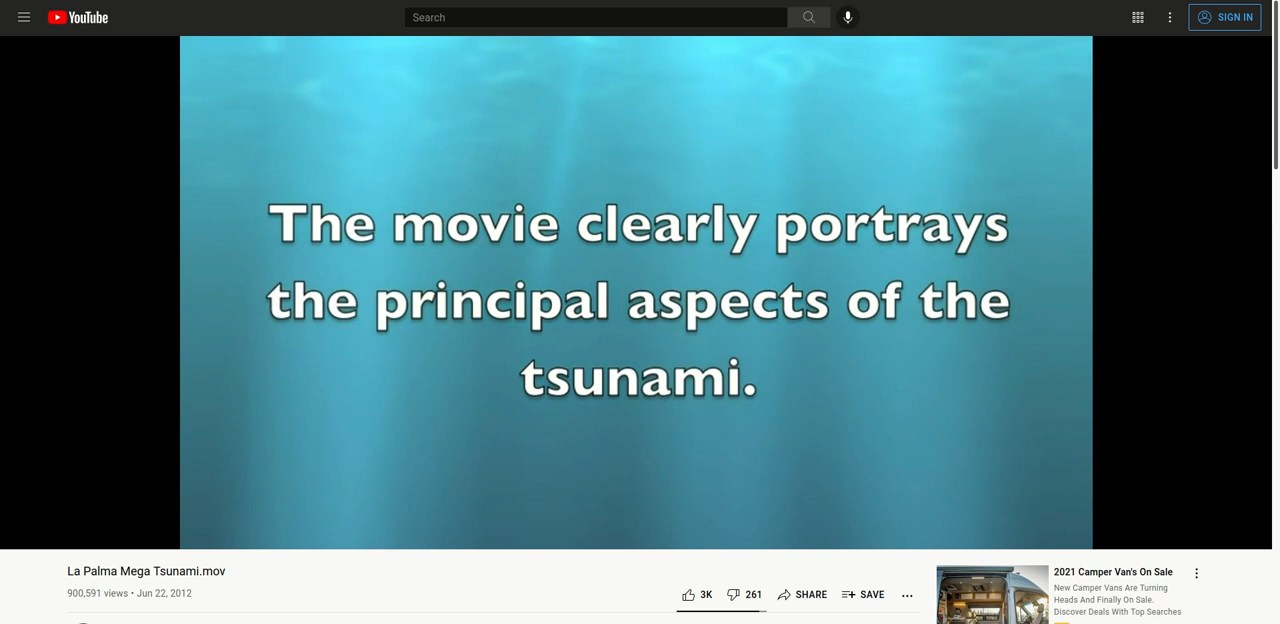 YouTube
Search
SIGN IN
The movie clearly portrays
the principal aspects of the
tsunami.
La Palma Mega Tsunami.mov
900,591 views • Jun 22, 2012
3K
261
SHARE
SAVE
2021 Camper Van's On Sale
New Camper Vans Are Turning
Heads And Finally On Sale.
Discover Deals With Top Searches